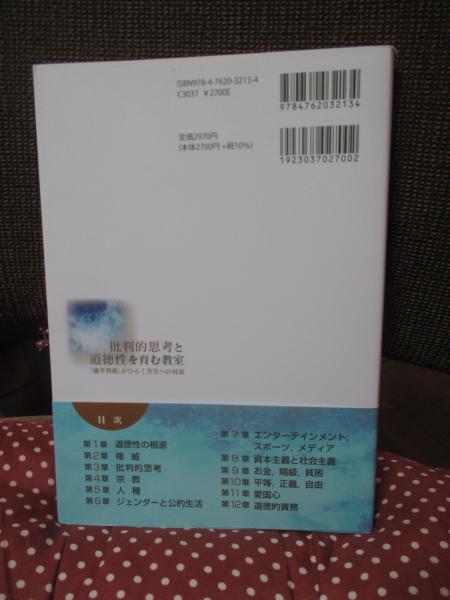 ISBN978-4-7620-3213-4
C3037 ￥2700E
9784762032134
定価2970円
(本体2700円+税10%)
1923037027002
批判的思考と
道徳性を育む教室
「論争問題」がひらく共生への対話
目次
第1章 道徳性の根源
第2章 権威
第3章 批判的思考
第4章 宗教
第5章 人種
第6章 ジェンダーと公的生活
第7章 エンターテインメント,
スポーツ, メディア
第8章 資本主義と社会主義
第9章 お金, 階級, 貧困
第10章 平等, 正義, 自由
第11章 愛国心
第12章 道徳的責務